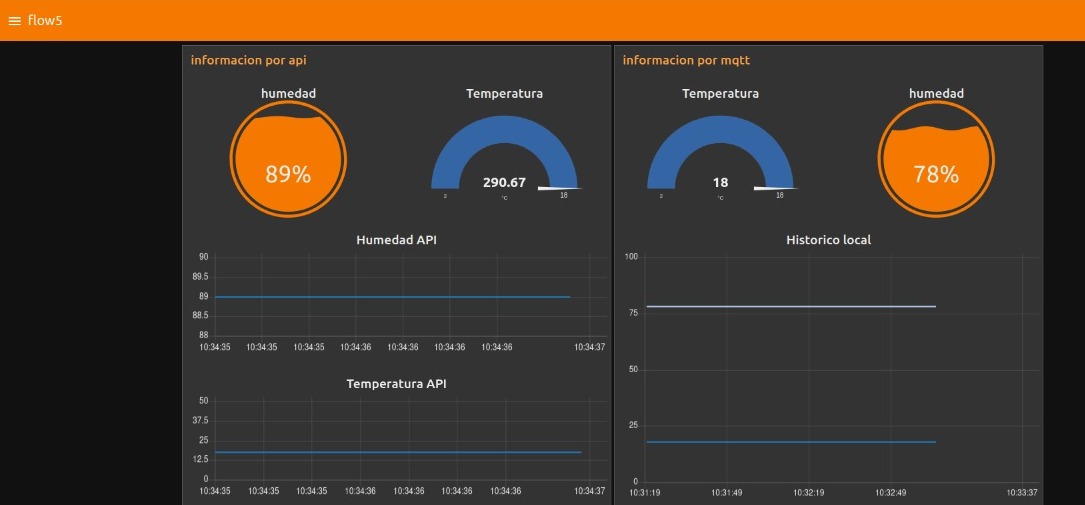 flow5
informacion por api
humedad
89%
Temperatura
290.67
°C
18
Humedad API
90
89.5
89
88.5
88
10:34:35 10:34:35 10:34:35 10:34:36 10:34:36 10:34:36 10:34:36 10:34:37
Temperatura API
50
37.5
25
12.5
0
10:34:35 10:34:35 10:34:35 10:34:36 10:34:36 10:34:36 10:34:36 10:34:37
informacion por mqtt
Temperatura
18
°C
18
humedad
78%
Historico local
100
75
50
25
0
10:31:19 10:31:49 10:32:19 10:32:49 10:33:37